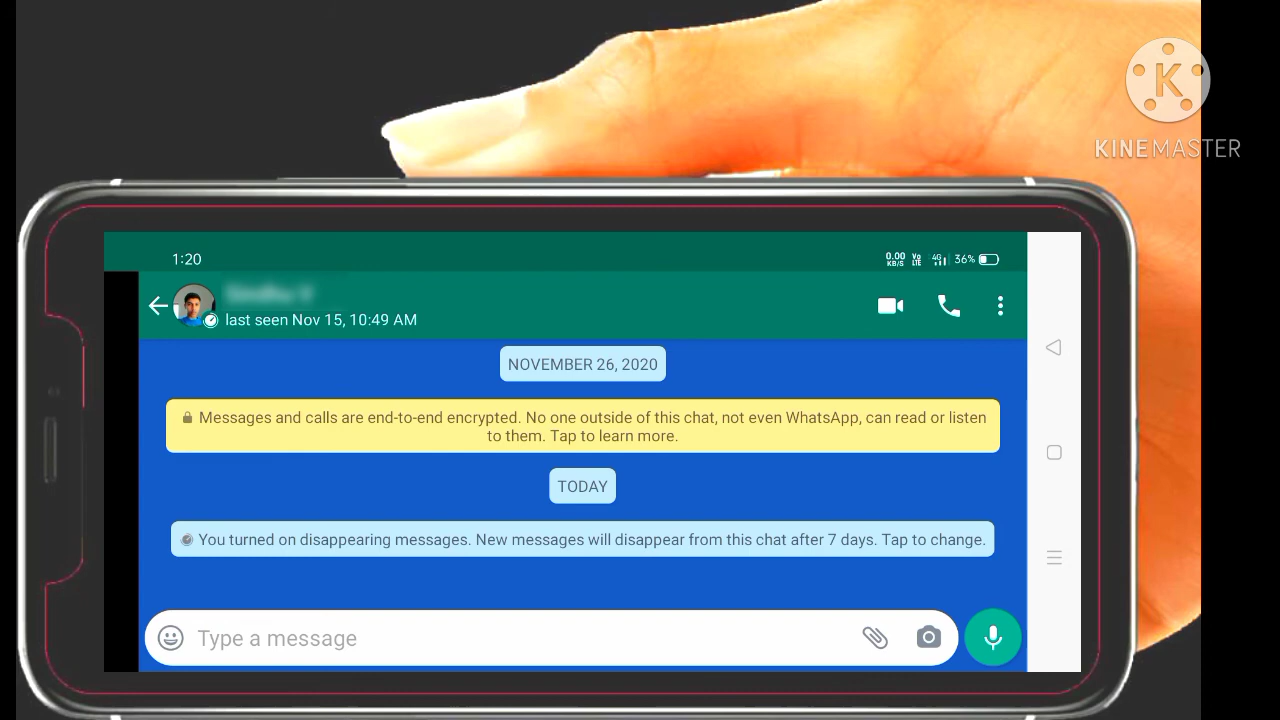 KINEMASTER
1:20
0.00 KB/S Vo LTE 4G 36%
last seen Nov 15, 10:49 AM
NOVEMBER 26, 2020
Messages and calls are end-to-end encrypted. No one outside of this chat, not even WhatsApp, can read or listen
to them. Tap to learn more.
TODAY
You turned on disappearing messages. New messages will disappear from this chat after 7 days. Tap to change.
Type a message